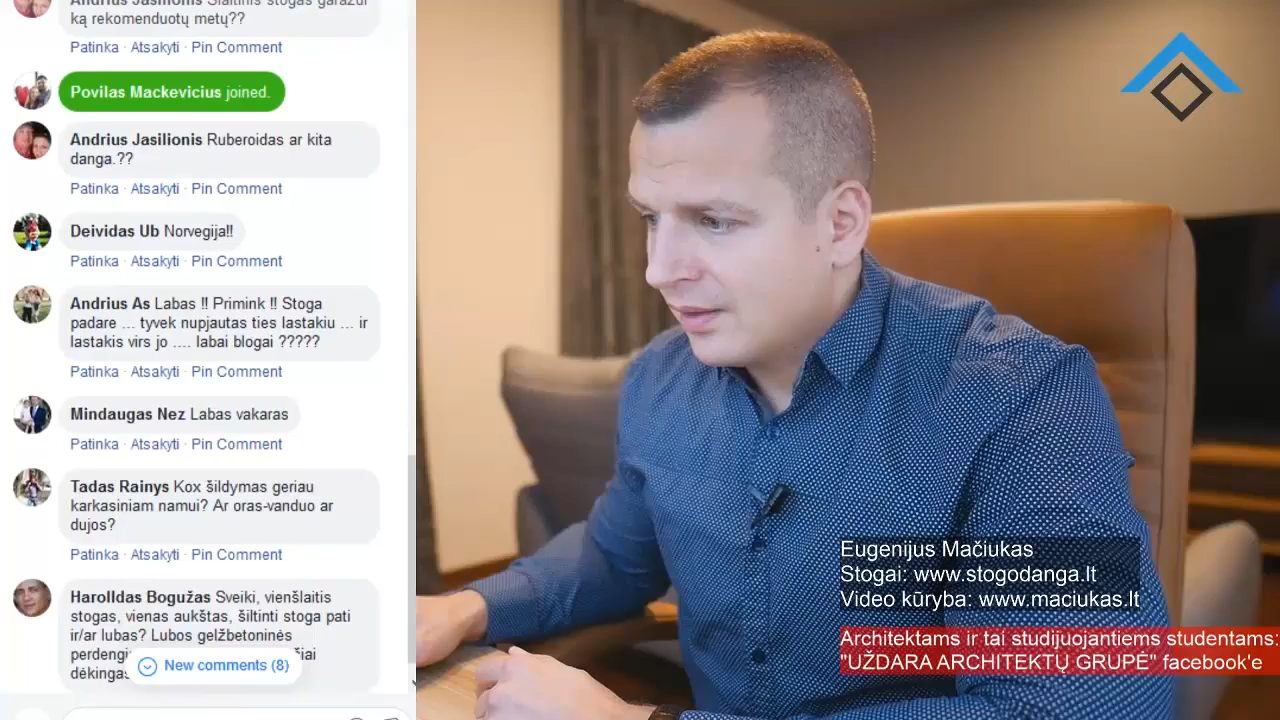 Andrius Jasilionis Šlaitinis stogas garažui
ką rekomenduotų metų??
Patinka · Atsakyti · Pin Comment
Povilas Mackevicius joined.
Andrius Jasilionis Ruberoidas ar kita
danga.??
Patinka · Atsakyti · Pin Comment
Deividas Ub Norvegija!!
Patinka · Atsakyti · Pin Comment
Andrius As Labas !! Primink !! Stoga
padare ... tyvek nupjautas ties lastakiu ... ir
lastakis virs jo .... labai blogai ?????
Patinka · Atsakyti · Pin Comment
Mindaugas Nez Labas vakaras
Patinka · Atsakyti · Pin Comment
Tadas Rainys Kox šildymas geriau
karkasiniam namui? Ar oras-vanduo ar
dujos?
Patinka · Atsakyti · Pin Comment
Harolldas Bogužas Sveiki, vienšlaitis
stogas, vienas aukštas, šiltinti stoga pati
ir/ar lubas? Lubos gelžbetoninės
New comments (8)
Eugenijus Mačiukas
Stogai: www.stogodanga.lt
Video kūryba: www.maciukas.lt
Architektams ir tai studijuojantiems studentams:
"UŽDARA ARCHITEKTŲ GRUPĖ" facebook'e